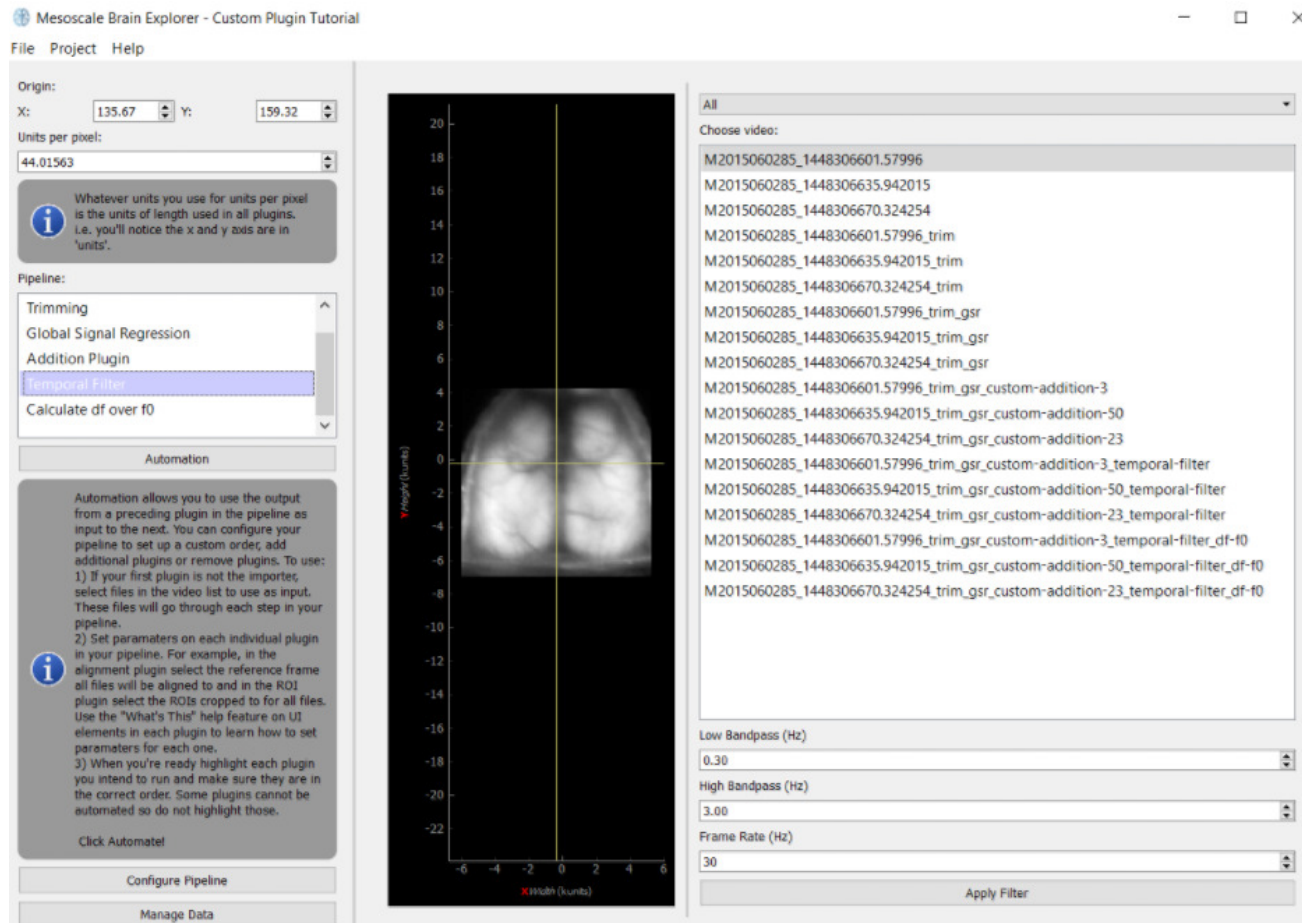 Mesoscale Brain Explorer - Custom Plugin Tutorial
File Project Help
Origin:
X: 135.67 Y: 159.32
Units per pixel:
44.01563
Whatever units you use for units per pixel
is the units of length used in all plugins.
i.e. you'll notice the x and y axis are in
'units'.
Pipeline:
Trimming
Global Signal Regression
Addition Plugin
Temporal Filter
Calculate df over f0
Automation
Automation allows you to use the output
from a preceding plugin in the pipeline as
input to the next. You can configure your
pipeline to set up a custom order, add
additional plugins or remove plugins. To use:
1) If your first plugin is not the importer,
select files in the video list to use as input.
These files will go through each step in your
pipeline.
2) Set paramaters on each individual plugin
in your pipeline. For example, in the
alignment plugin select the reference frame
all files will be aligned to and in the ROI
plugin select the ROIs cropped to for all files.
Use the "What's This" help feature on UI
elements in each plugin to learn how to set
paramaters for each one.
3) When you're ready highlight each plugin
you intend to run and make sure they are in
the correct order. Some plugins cannot be
automated so do not highlight those.
Click Automate!
Configure Pipeline
Manage Data
20
18
16
14
12
10
8
6
4
2
0
-2
-4
-6
-8
-10
-12
-14
-16
-18
-20
-22
Y Height (kunits)
-6 -4 -2 0 2 4 6
X Width (kunits)
All
Choose video:
M2015060285_1448306601.57996
M2015060285_1448306635.942015
M2015060285_1448306670.324254
M2015060285_1448306601.57996_trim
M2015060285_1448306635.942015_trim
M2015060285_1448306670.324254_trim
M2015060285_1448306601.57996_trim_gsr
M2015060285_1448306635.942015_trim_gsr
M2015060285_1448306670.324254_trim_gsr
M2015060285_1448306601.57996_trim_gsr_custom-addition-3
M2015060285_1448306635.942015_trim_gsr_custom-addition-50
M2015060285_1448306670.324254_trim_gsr_custom-addition-23
M2015060285_1448306601.57996_trim_gsr_custom-addition-3_temporal-filter
M2015060285_1448306635.942015_trim_gsr_custom-addition-50_temporal-filter
M2015060285_1448306670.324254_trim_gsr_custom-addition-23_temporal-filter
M2015060285_1448306601.57996_trim_gsr_custom-addition-3_temporal-filter_df-f0
M2015060285_1448306635.942015_trim_gsr_custom-addition-50_temporal-filter_df-f0
M2015060285_1448306670.324254_trim_gsr_custom-addition-23_temporal-filter_df-f0
Low Bandpass (Hz)
0.30
High Bandpass (Hz)
3.00
Frame Rate (Hz)
30
Apply Filter